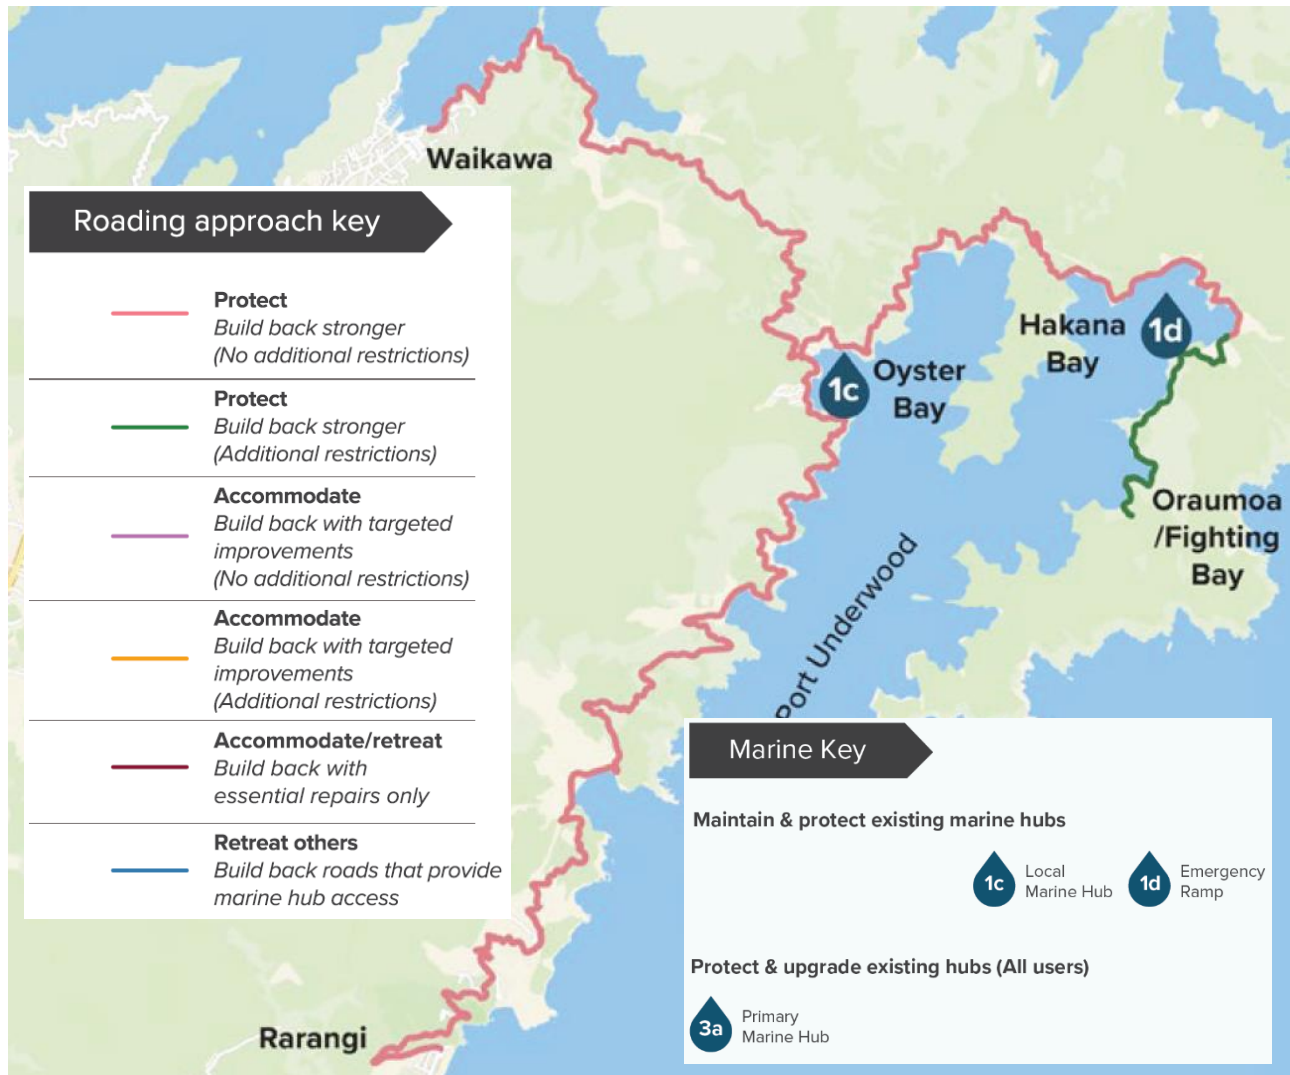 Waikawa
Roading approach key
Protect
Build back stronger
(No additional restrictions)
Protect
Build back stronger
(Additional restrictions)
Accommodate
Build back with targeted
improvements
(No additional restrictions)
Accommodate
Build back with targeted
improvements
(Additional restrictions)
Accommodate/retreat
Build back with
essential repairs only
Retreat others
Build back roads that provide
marine hub access
Hakana
Bay
1d
Oyster
Bay
1c
Oraumoa
/Fighting
Bay
Port Underwood
Rarangi
Marine Key
Maintain & protect existing marine hubs
1c
Local
Marine Hub
1d
Emergency
Ramp
Protect & upgrade existing hubs (All users)
3a
Primary
Marine Hub